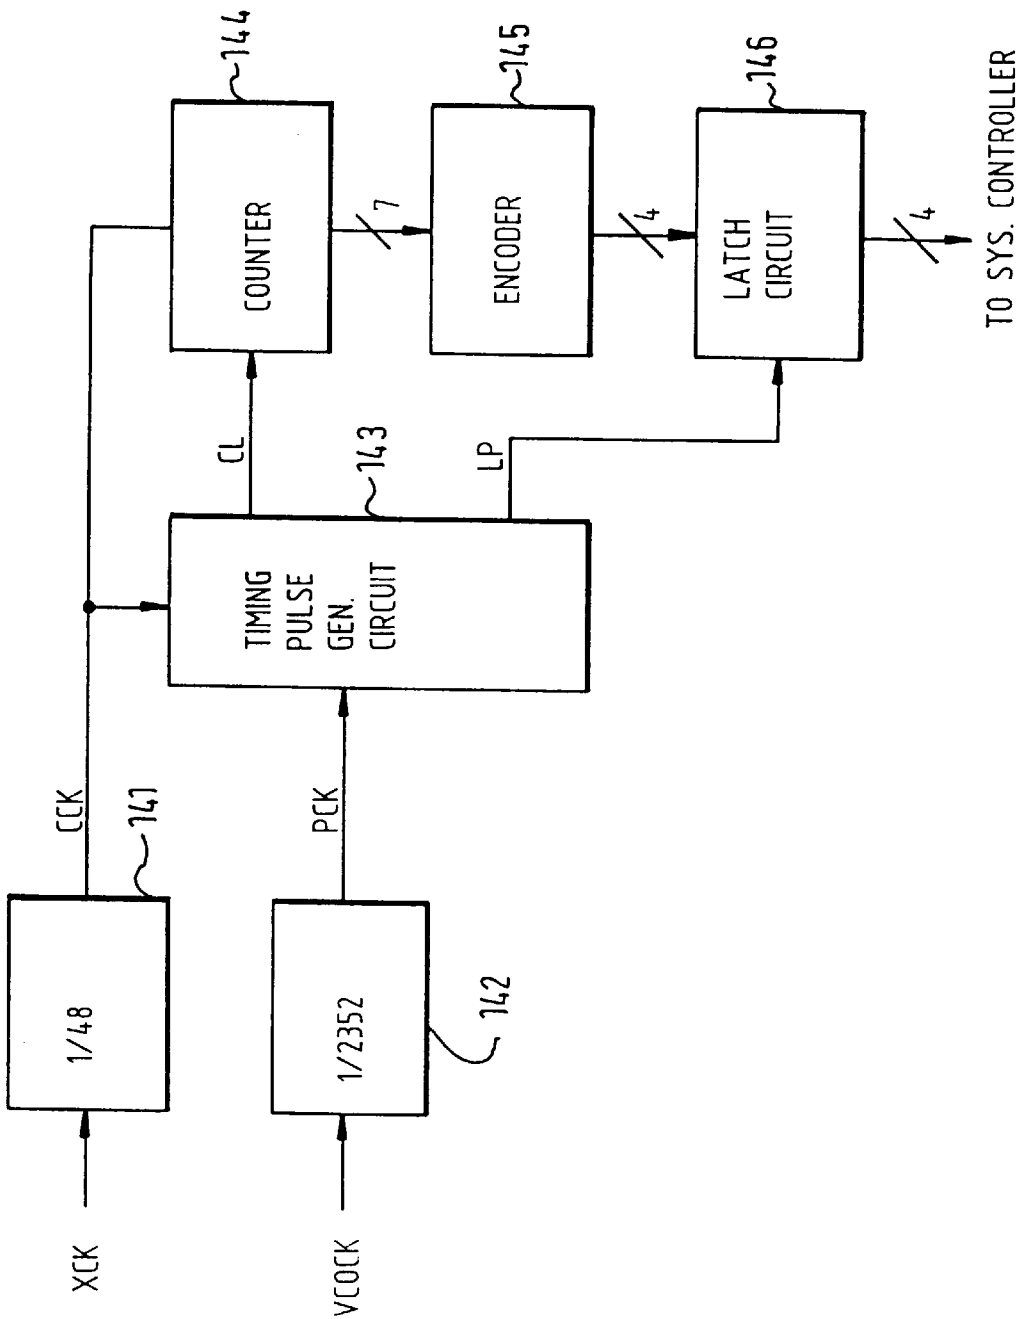 XCK
1/48
141
CCK
VCOCK
1/2352
142
PCK
TIMING
PULSE
GEN.
CIRCUIT
143
CL
LP
COUNTER
144
7
ENCODER
145
4
LATCH
CIRCUIT
146
4
TO SYS. CONTROLLER